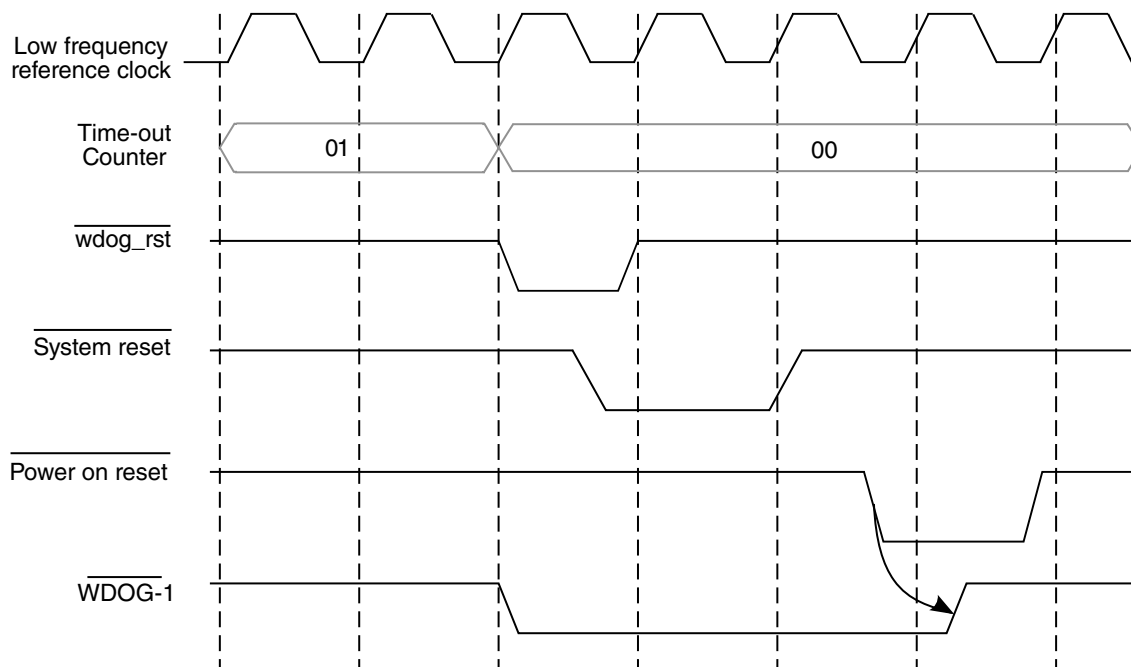 Low frequency
reference clock
Time-out
Counter
01
00
wdog_rst
System reset
Power on reset
WDOG-1